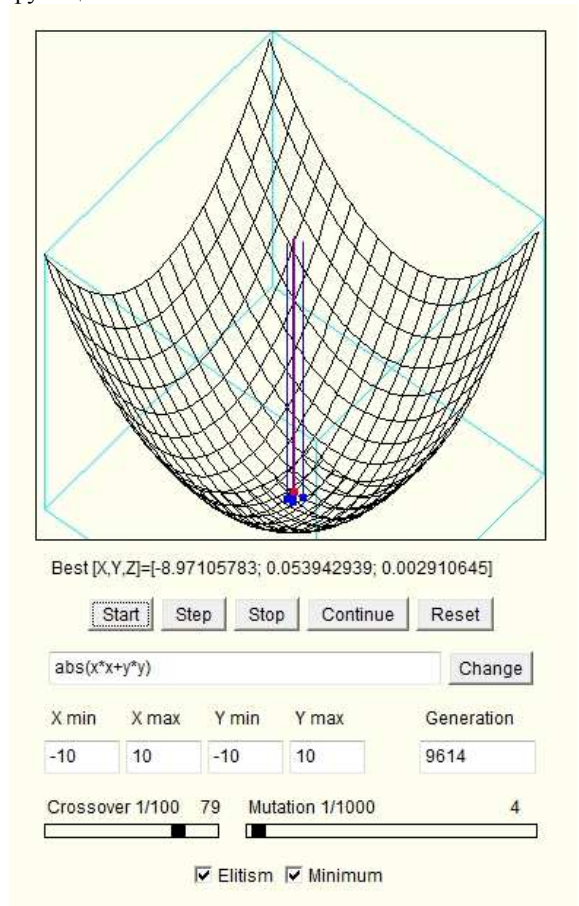 Best [X,Y,Z]=[-8.97105783; 0.053942939; 0.002910645]
Start Step Stop Continue Reset
abs(x*x+y*y) Change
X min X max Y min Y max Generation
-10 10 -10 10 9614
Crossover 1/100 79 Mutation 1/1000 4
Elitism Minimum